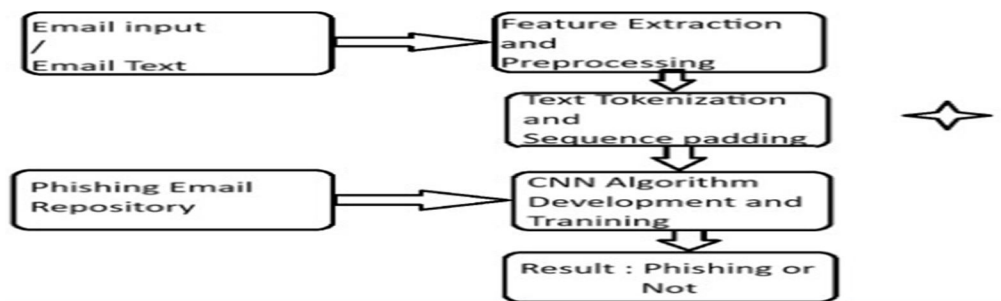 Email input
/
Email Text
Feature Extraction
and
Preprocessing
Text Tokenization
and
Sequence padding
Phishing Email
Repository
CNN Algorithm
Development and
Tranining
Result : Phishing or
Not